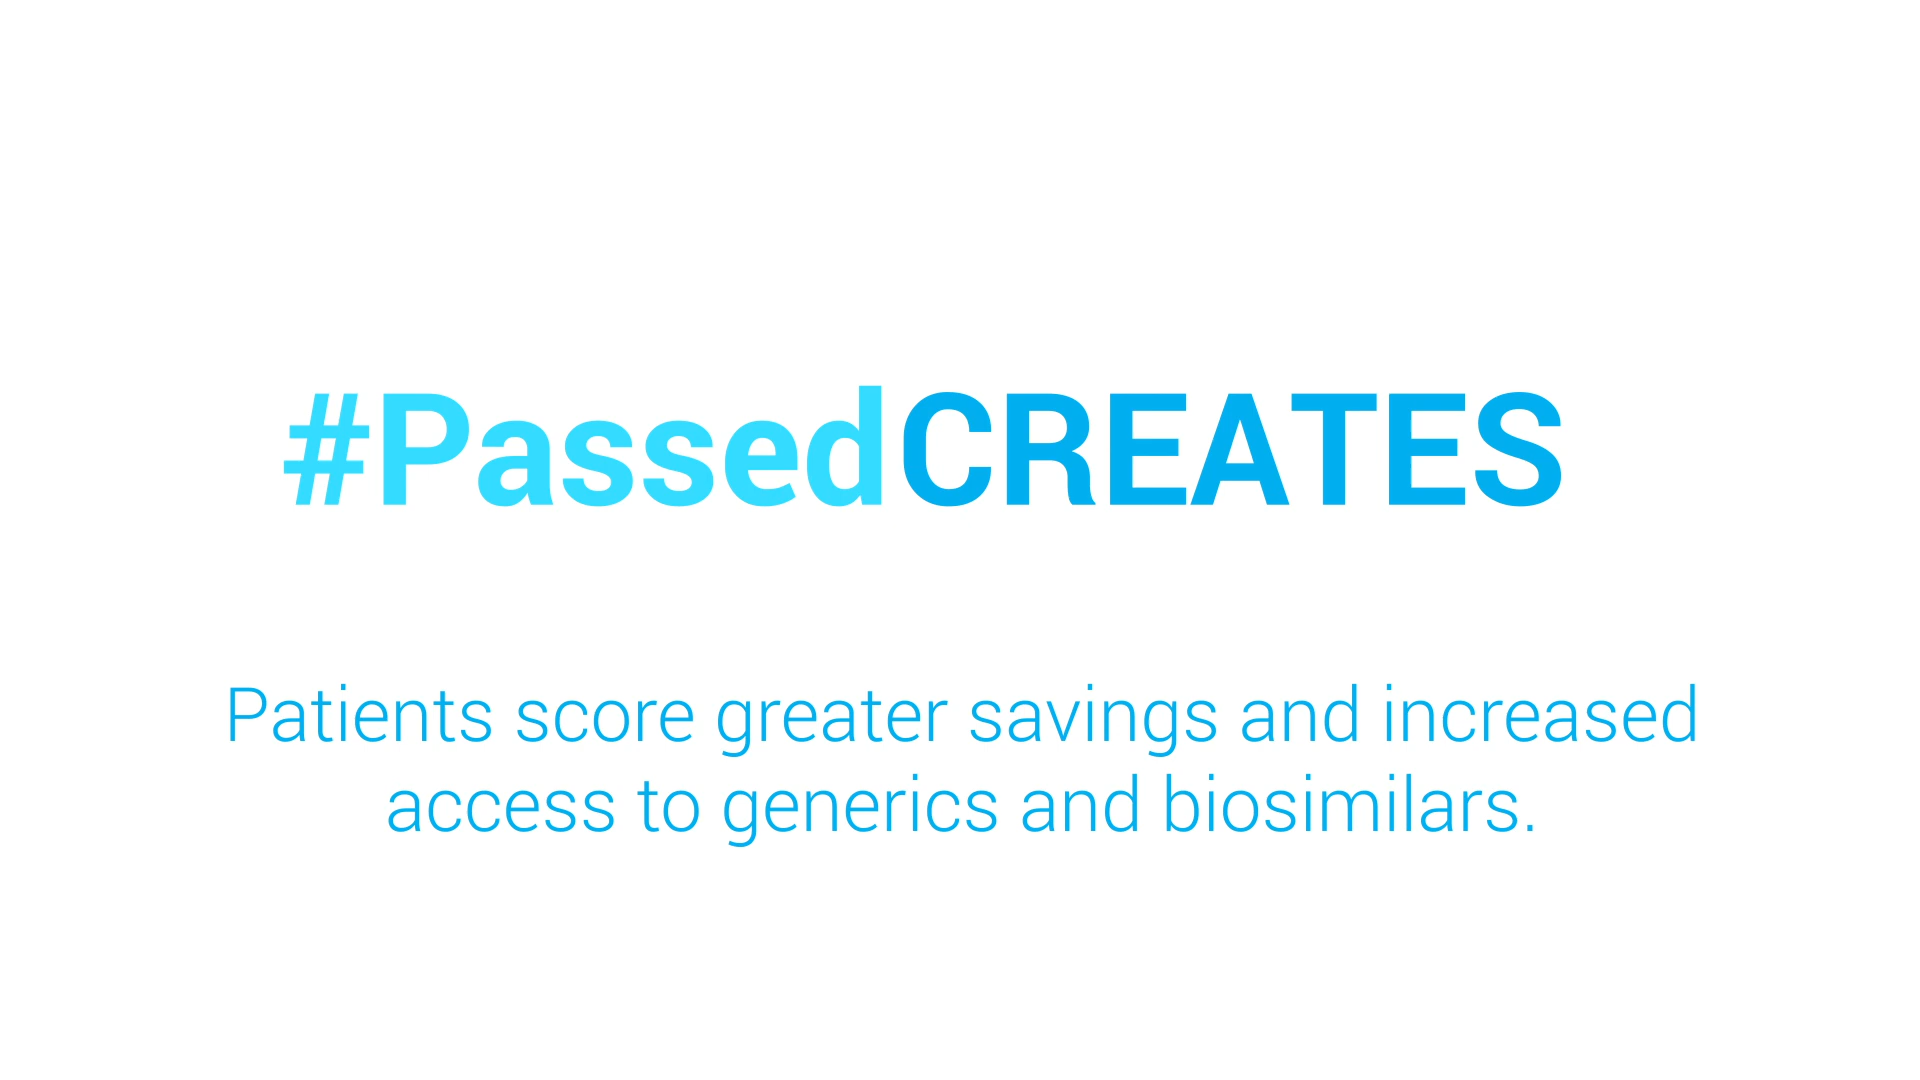 #PassedCREATES
Patients score greater savings and increased
access to generics and biosimilars.